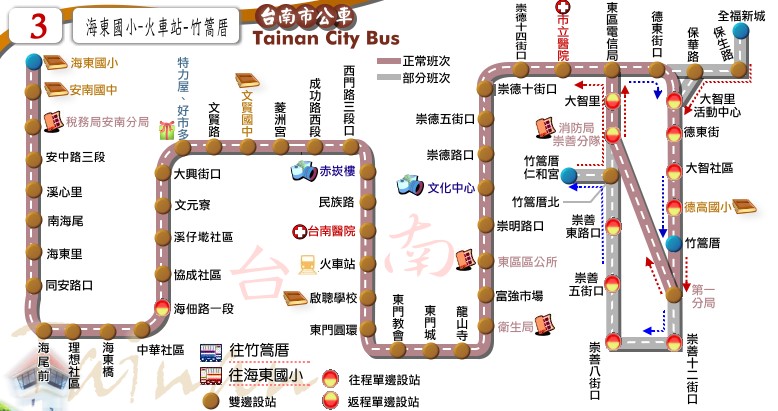 3
海東國小-火車站-竹篙厝
台南市公車
Tainan City Bus
正常班次
部分班次
海東國小
安南國中
稅務局安南分局
安中路三段
溪心里
南海尾
海東里
同安路口
海尾前
理想社區
海東橋
中華社區
海佃路一段
協成社區
溪仔墘社區
文元寮
大興街口
特力屋、好市多
文賢路
文賢國中
菱洲宮
成功路西段
西門路三段口
赤崁樓
民族路
台南醫院
火車站
啟聰學校
東門圓環
東門教會
東門城
龍山寺
衛生局
富強市場
東區區公所
崇明路口
文化中心
崇德路口
崇德五街口
崇德十街口
崇德十四街口
市立醫院
東區電信局
德東街口
保華路
保生路
全福新城
大智里
大智里
活動中心
消防局
崇善分隊
德東街
竹篙厝
仁和宮
大智社區
竹篙厝北
德高國小
崇善
東路口
竹篙厝
崇善
五街口
第一
分局
崇善八街口
崇善十二街口
台南
Tainan
往竹篙厝
往海東國小
雙邊設站
往程單邊設站
返程單邊設站